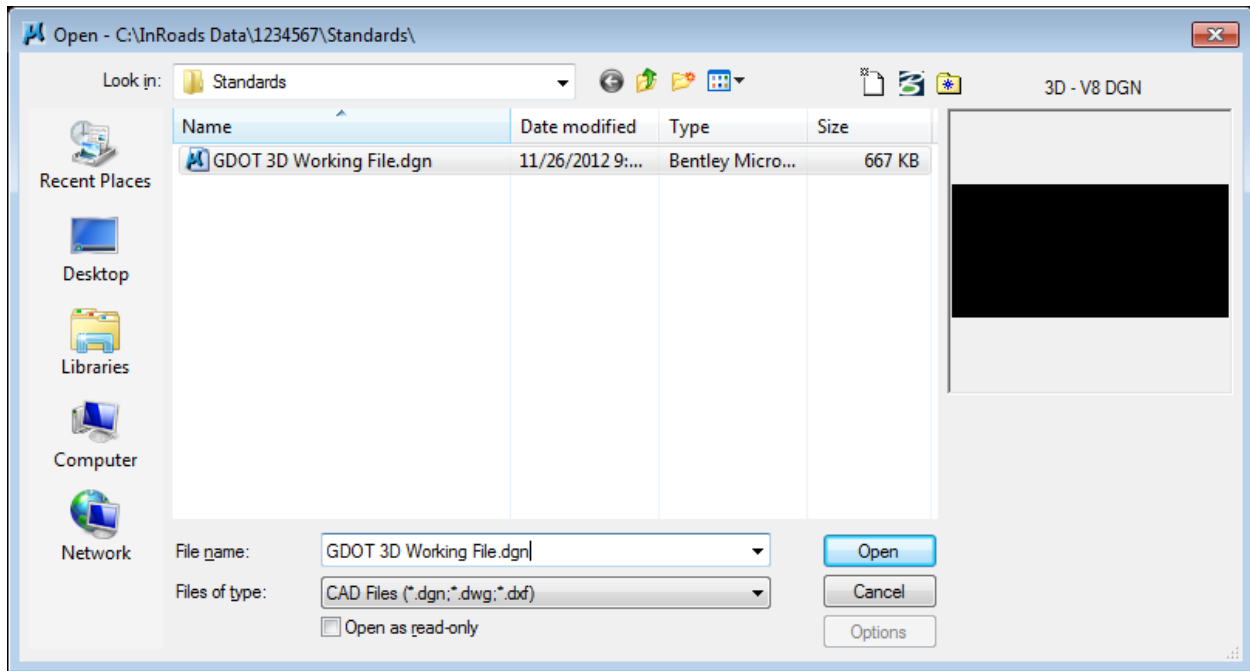 Open - C:\InRoads Data\1234567\Standards\
Look in: Standards
3D - V8 DGN
Name Date modified Type Size
GDOT 3D Working File.dgn 11/26/2012 9:... Bentley Micro... 667 KB
Recent Places
Desktop
Libraries
Computer
Network
File name: GDOT 3D Working File.dgn Open
Files of type: CAD Files (*.dgn;*.dwg;*.dxf) Cancel
Open as read-only Options